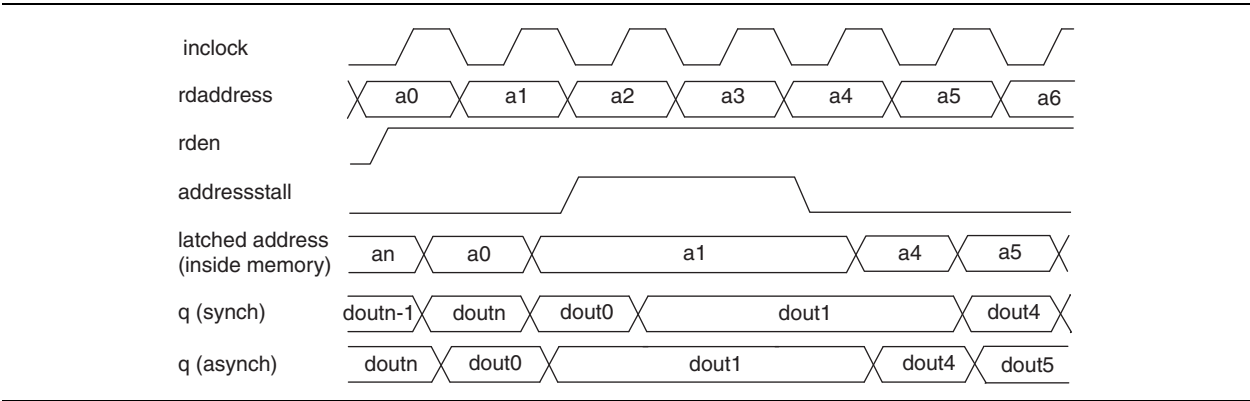 inclock
rdaddress a0 a1 a2 a3 a4 a5 a6
rden
addressstall
latched address
(inside memory) an a0 a1 a4 a5
q (synch) doutn-1 doutn dout0 dout1 dout4
q (asynch) doutn dout0 dout1 dout4 dout5